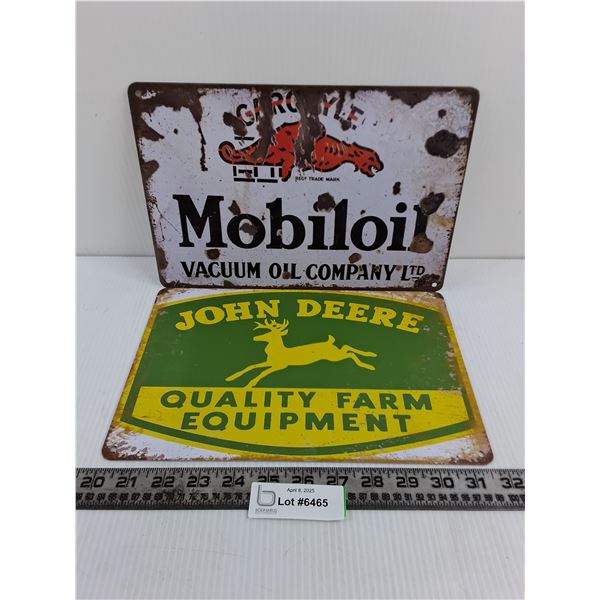 GARGOYLE
REGD TRADE MARK
Mobiloil
VACUUM OIL COMPANY LTD
JOHN DEERE
QUALITY FARM
EQUIPMENT
20 21 22 23 24 25 26 27 28 29 30 31 32
April 8, 2025
Lot #6465
b
BODNARUS